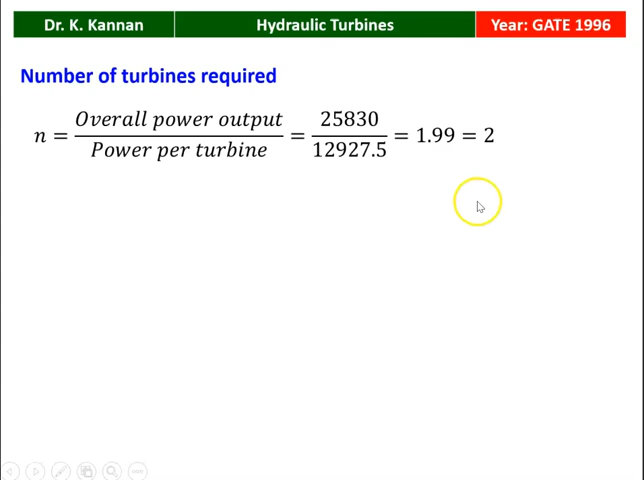 Dr. K. Kannan
Hydraulic Turbines
Year: GATE 1996
Number of turbines required
n = Overall power output / Power per turbine = 25830 / 12927.5 = 1.99 = 2